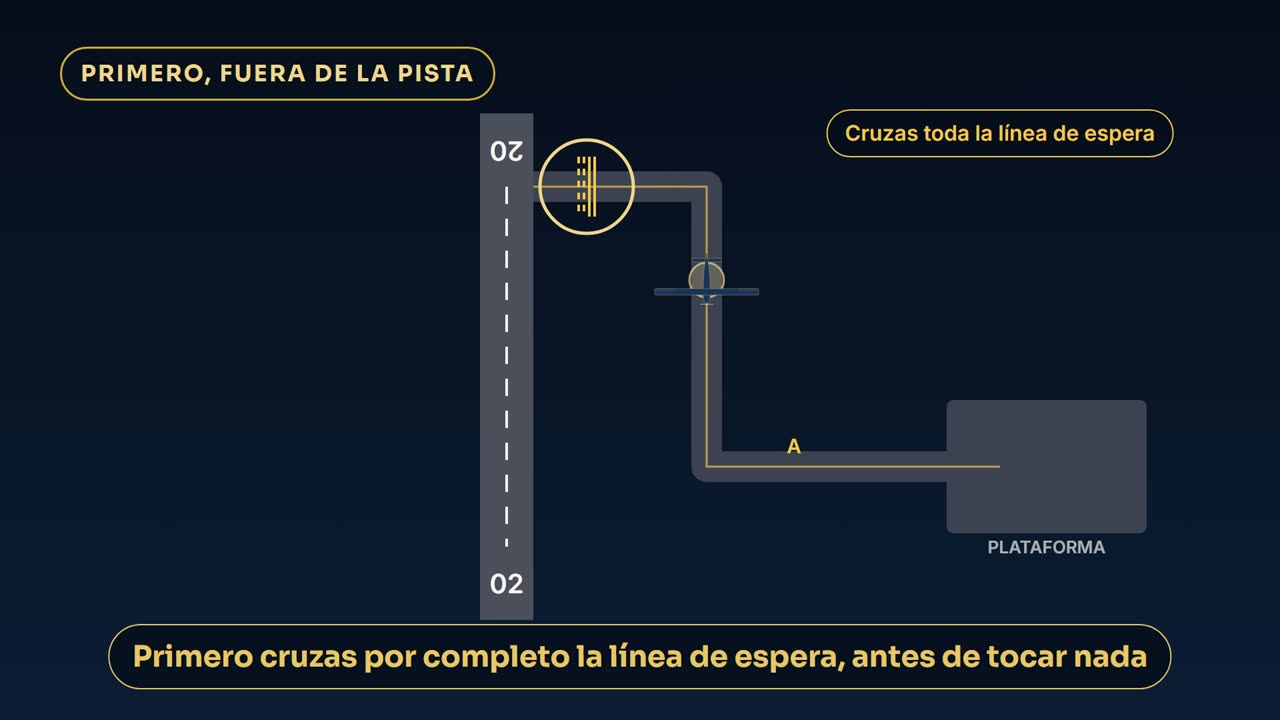 PRIMERO, FUERA DE LA PISTA
Cruzas toda la línea de espera
20
A
PLATAFORMA
02
Primero cruzas por completo la línea de espera, antes de tocar nada